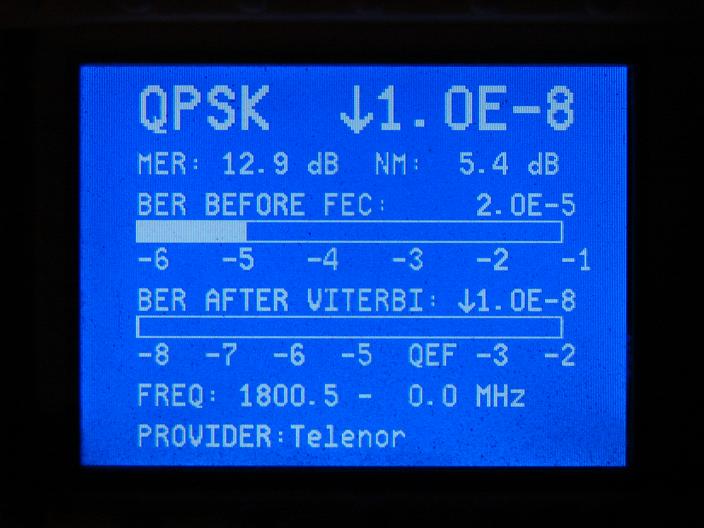 QPSK ↓1.0E-8
MER: 12.9 dB NM: 5.4 dB
BER BEFORE FEC: 2.0E-5
-6 -5 -4 -3 -2 -1
BER AFTER VITERBI: ↓1.0E-8
-8 -7 -6 -5 QEF -3 -2
FREQ: 1800.5 - 0.0 MHz
PROVIDER:Telenor